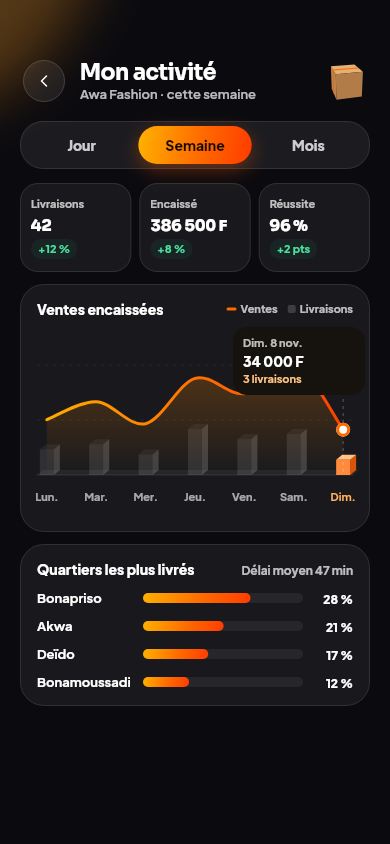 Mon activité
Awa Fashion · cette semaine
Jour Semaine Mois
Livraisons Encaissé Réussite
42 386 500 F 96 %
+12 % +8 % +2 pts
Ventes encaissées Ventes Livraisons
Dim. 8 nov.
34 000 F
3 livraisons
Lun. Mar. Mer. Jeu. Ven. Sam. Dim.
Quartiers les plus livrés Délai moyen 47 min
Bonapriso 28 %
Akwa 21 %
Deïdo 17 %
Bonamoussadi 12 %